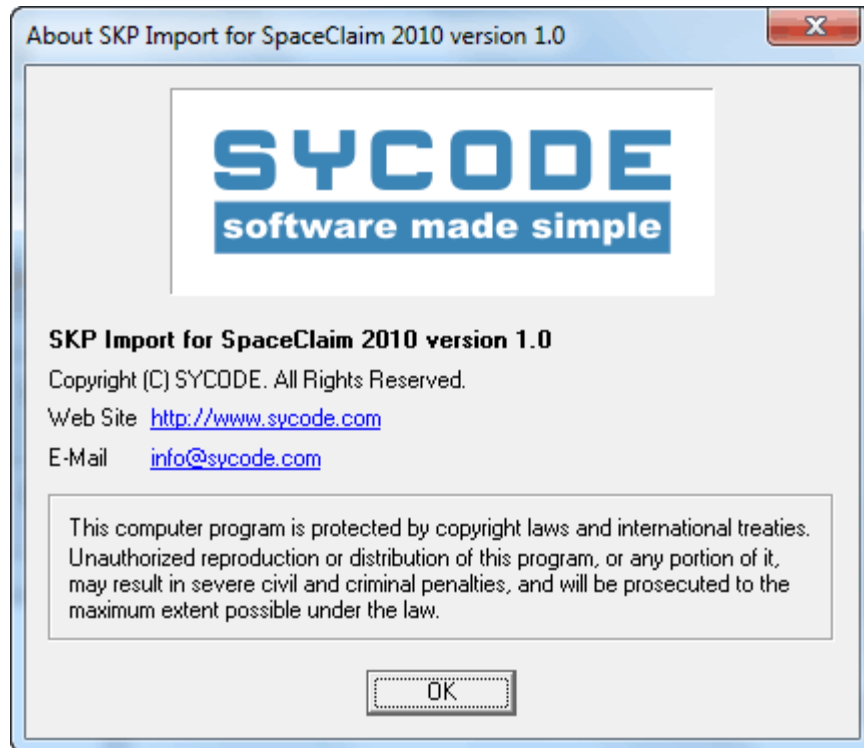 About SKP Import for SpaceClaim 2010 version 1.0
SYCODE
software made simple
SKP Import for SpaceClaim 2010 version 1.0
Copyright (C) SYCODE. All Rights Reserved.
Web Site http://www.sycode.com
E-Mail info@sycode.com
This computer program is protected by copyright laws and international treaties.
Unauthorized reproduction or distribution of this program, or any portion of it,
may result in severe civil and criminal penalties, and will be prosecuted to the
maximum extent possible under the law.
OK